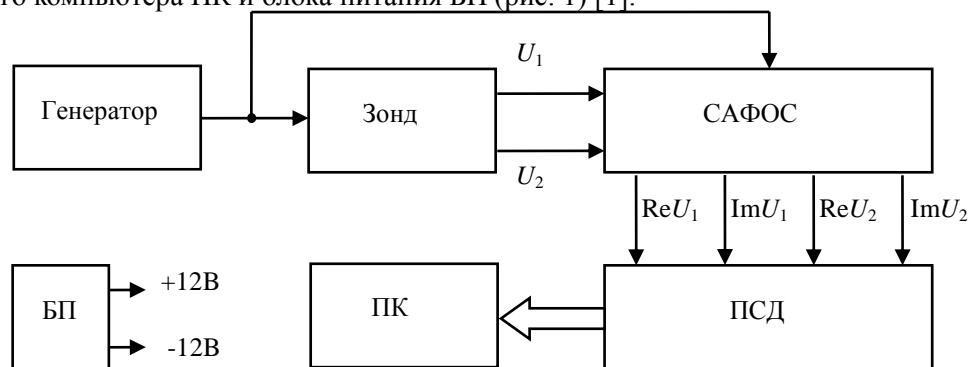 го компьютера ПК и блока питания БП (рис. 1) [1].
U1
Генератор
Зонд
САФОС
U2
ReU1 ImU1 ReU2 ImU2
+12В
БП
ПК
ПСД
-12В